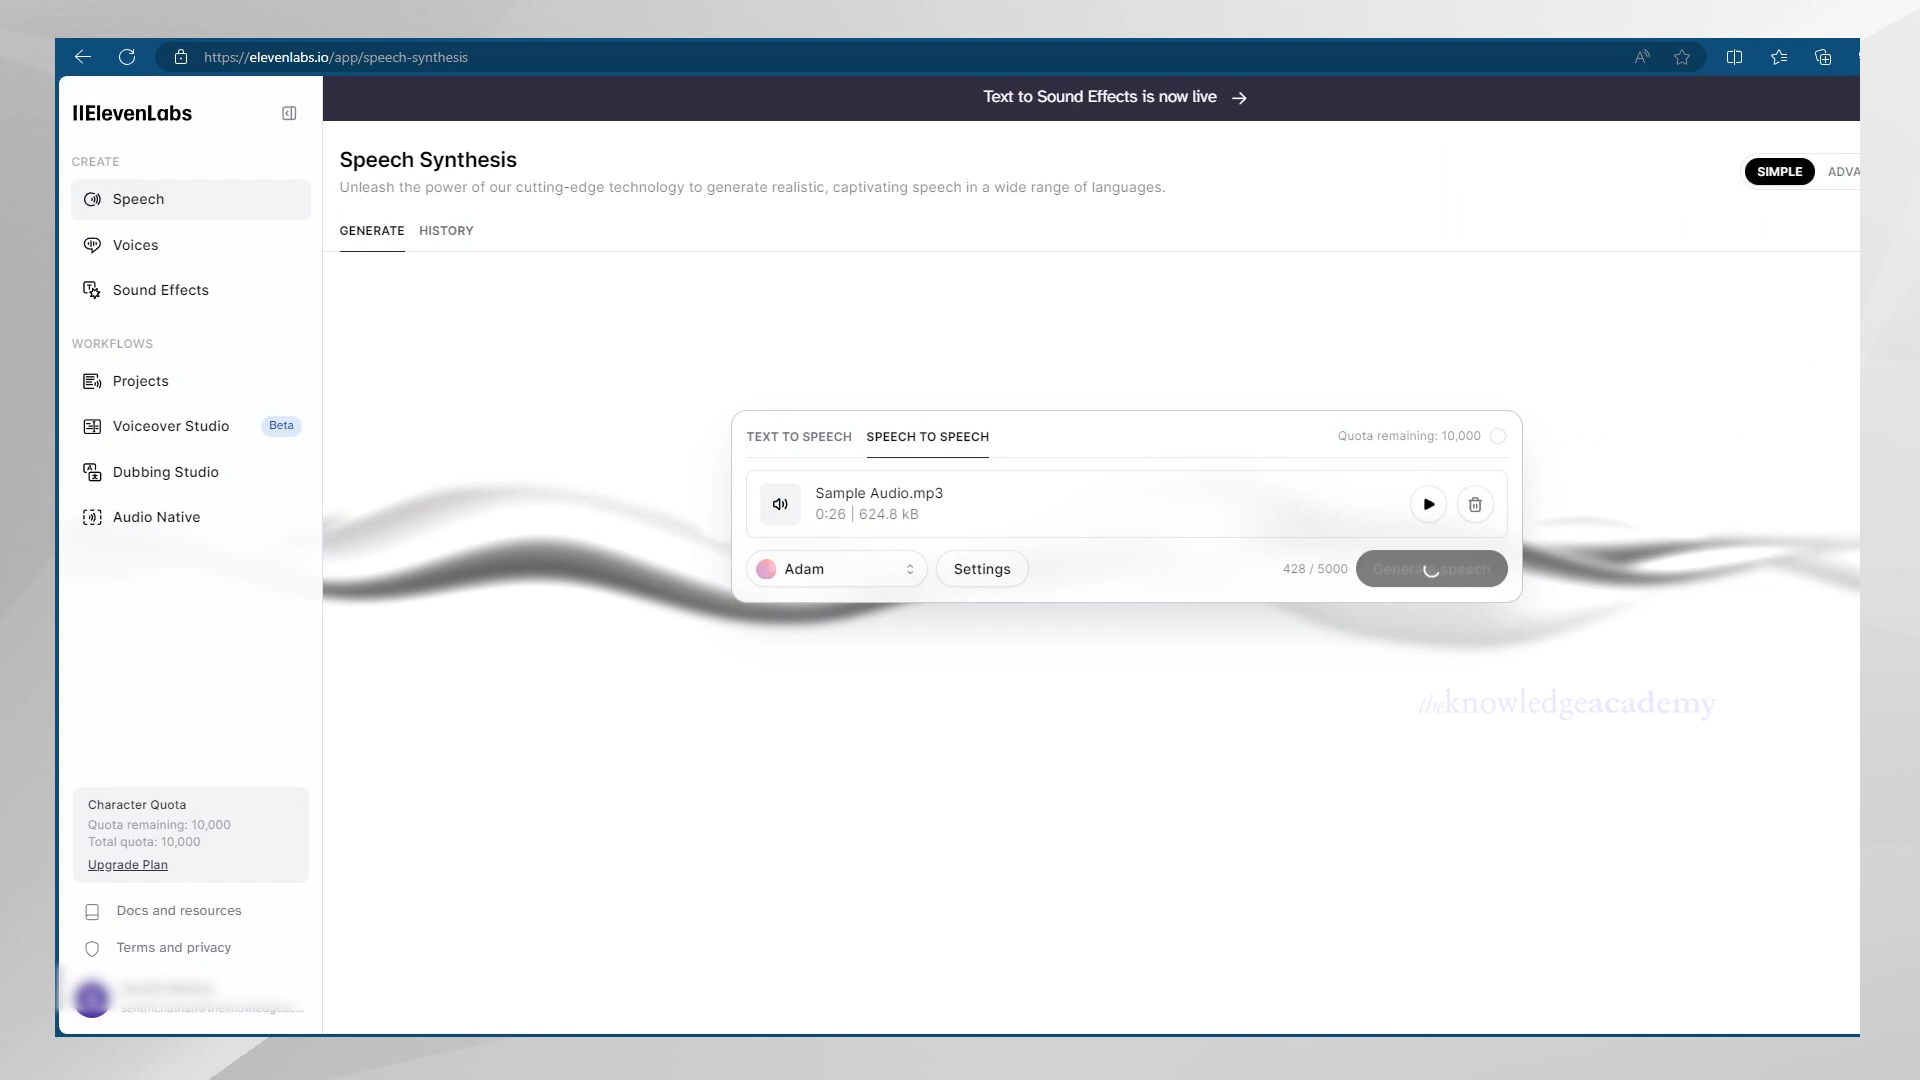 https://elevenlabs.io/app/speech-synthesis
IIElevenLabs
Text to Sound Effects is now live
CREATE
Speech
Voices
Sound Effects
WORKFLOWS
Projects
Voiceover Studio Beta
Dubbing Studio
Audio Native
Speech Synthesis
Unleash the power of our cutting-edge technology to generate realistic, captivating speech in a wide range of languages.
SIMPLE ADVA
GENERATE HISTORY
TEXT TO SPEECH SPEECH TO SPEECH Quota remaining: 10,000
Sample Audio.mp3
0:26 | 624.8 kB
Adam Settings 428 / 5000 Generate speech
theknowledgeacademy
Character Quota
Quota remaining: 10,000
Total quota: 10,000
Upgrade Plan
Docs and resources
Terms and privacy